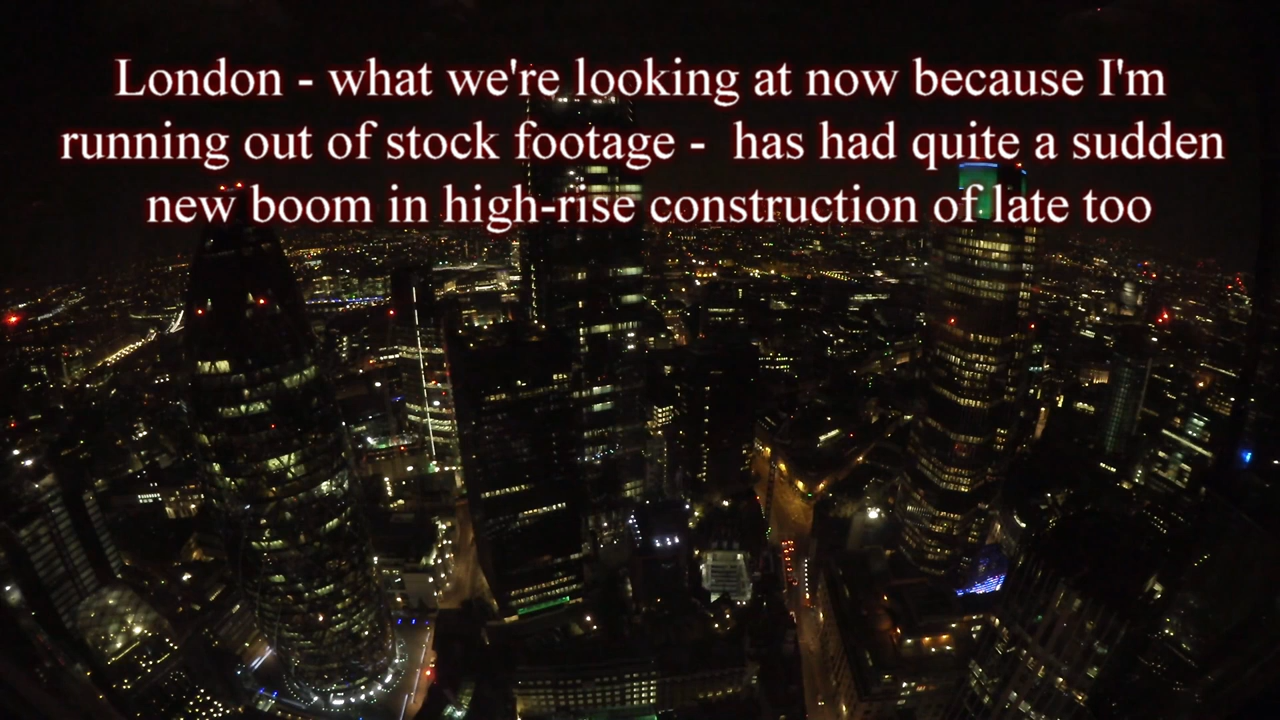 London - what we're looking at now because I'm
running out of stock footage -  has had quite a sudden
new boom in high-rise construction of late too